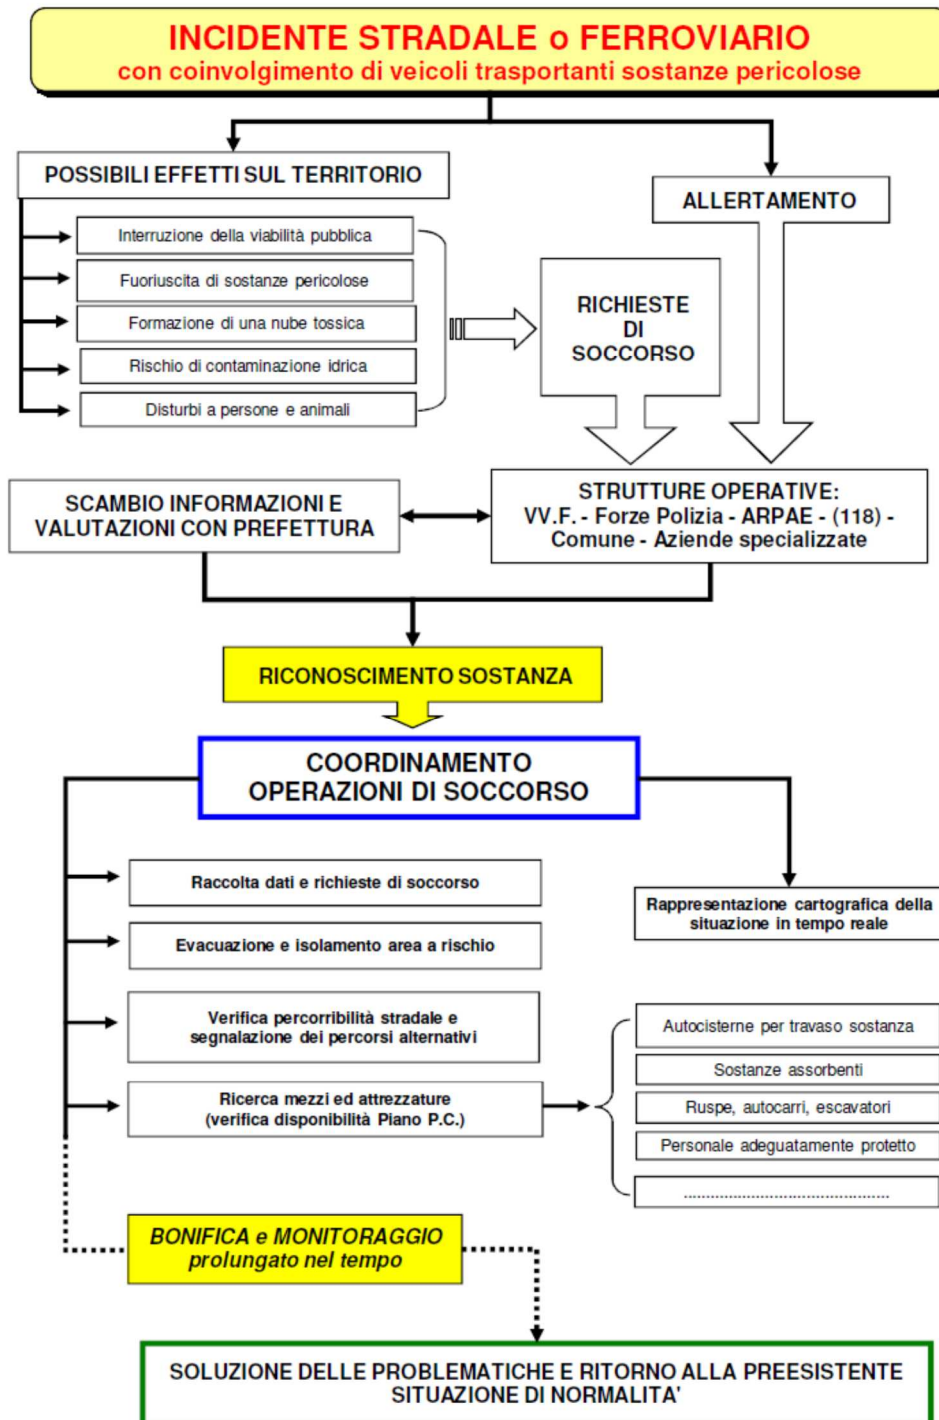 INCIDENTE STRADALE o FERROVIARIO
con coinvolgimento di veicoli trasportanti sostanze pericolose
POSSIBILI EFFETTI SUL TERRITORIO
ALLERTAMENTO
Interruzione della viabilità pubblica
Fuoriuscita di sostanze pericolose
Formazione di una nube tossica
Rischio di contaminazione idrica
Disturbi a persone e animali
RICHIESTE
DI
SOCCORSO
SCAMBIO INFORMAZIONI E
VALUTAZIONI CON PREFETTURA
STRUTTURE OPERATIVE:
VV.F. - Forze Polizia - ARPAE - (118) -
Comune - Aziende specializzate
RICONOSCIMENTO SOSTANZA
COORDINAMENTO
OPERAZIONI DI SOCCORSO
Raccolta dati e richieste di soccorso
Evacuazione e isolamento area a rischio
Verifica percorribilità stradale e
segnalazione dei percorsi alternativi
Ricerca mezzi ed attrezzature
(verifica disponibilità Piano P.C.)
Rappresentazione cartografica della
situazione in tempo reale
Autocisterne per travaso sostanza
Sostanze assorbenti
Ruspe, autocarri, escavatori
Personale adeguatamente protetto
..............................................
BONIFICA e MONITORAGGIO
prolungato nel tempo
SOLUZIONE DELLE PROBLEMATICHE E RITORNO ALLA PREESISTENTE
SITUAZIONE DI NORMALITA'